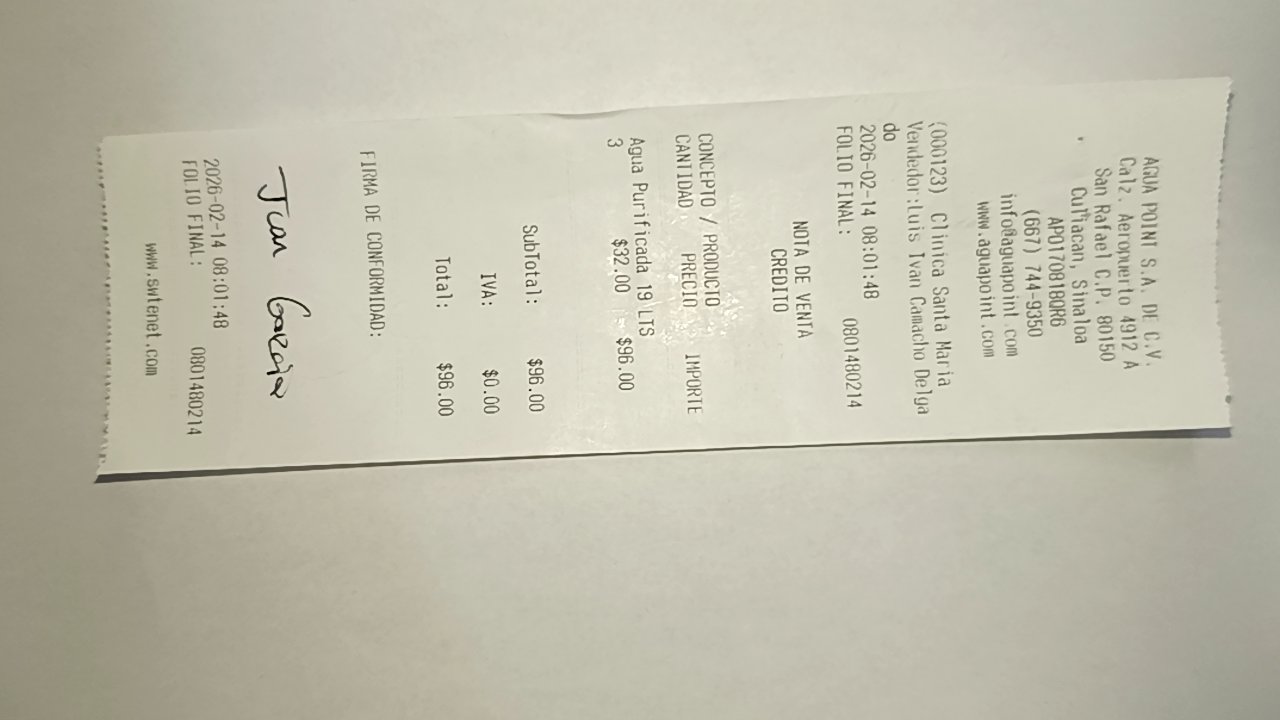 AGUA POINT S.A. DE C.V.
Calz. Aeropuerto 4912 A
San Rafael C.P. 80150
Culiacan, Sinaloa
APO170818QR6
(667) 744-9350
info@aguapoint.com
www.aguapoint.com
(000123) Clinica Santa Maria
Vendedor:Luis Ivan Camacho Delga
do
2026-02-14 08:01:48
FOLIO FINAL: 0801480214
NOTA DE VENTA
CREDITO
CONCEPTO / PRODUCTO
CANTIDAD PRECIO IMPORTE
Agua Purificada 19 LTS
3 $32.00 $96.00
SubTotal: $96.00
IVA: $0.00
Total: $96.00
FIRMA DE CONFORMIDAD:
Juan García
2026-02-14 08:01:48
FOLIO FINAL: 0801480214
www.swtenet.com